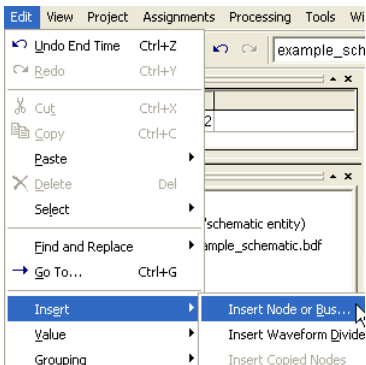 Edit View Project Assignments Processing Tools Wi
Undo End Time Ctrl+Z
example_sch
Redo Ctrl+Y
Cut Ctrl+X
2
Copy Ctrl+C
Paste
Delete Del
Select
schematic entity)
Find and Replace
ample_schematic.bdf
Go To... Ctrl+G
Insert
Insert Node or Bus...
Value
Insert Waveform Divide
Grouping
Insert Copied Nodes